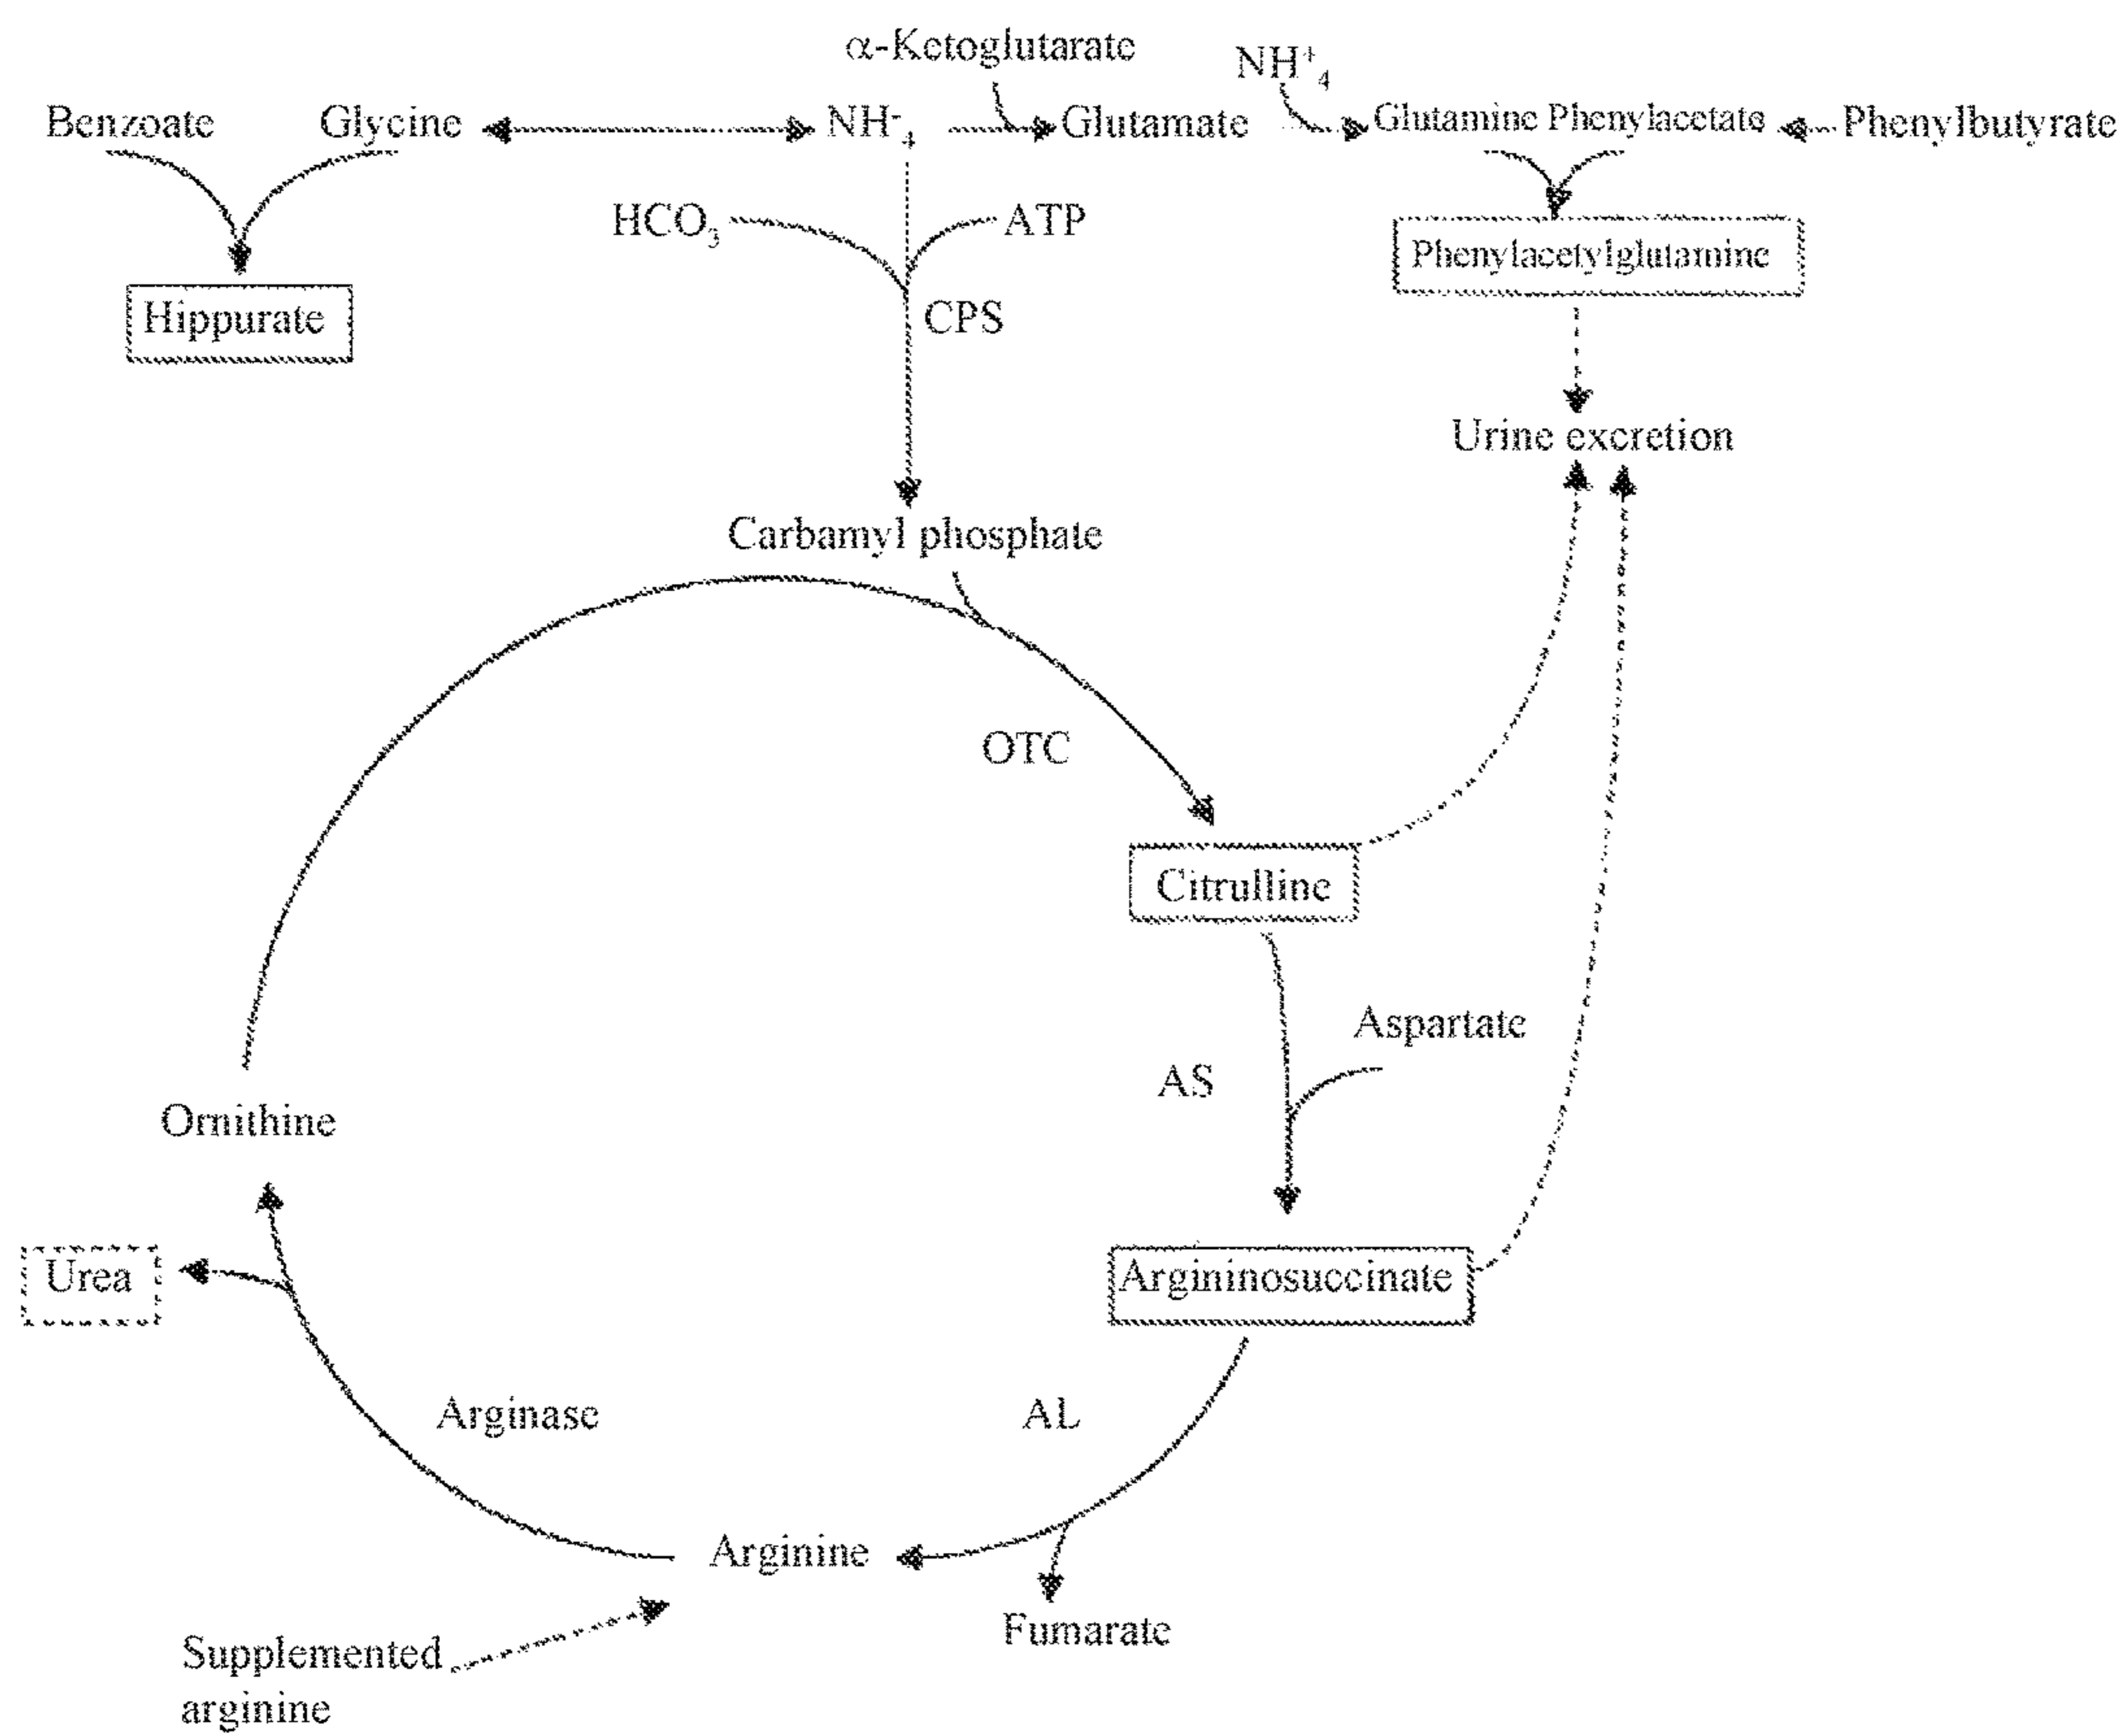 α-Ketoglutarate
NH⁺₄
Benzoate
Glycine
NH⁻₄
Glutamate
Glutamine Phenylacetate
Phenylbutyrate
HCO₃
ATP
Phenylacetylglutamine
Hippurate
CPS
Urine excretion
Carbamyl phosphate
OTC
Citrulline
Aspartate
AS
Ornithine
Urea
Argininosuccinate
Arginase
AL
Arginine
Fumarate
Supplemented
arginine